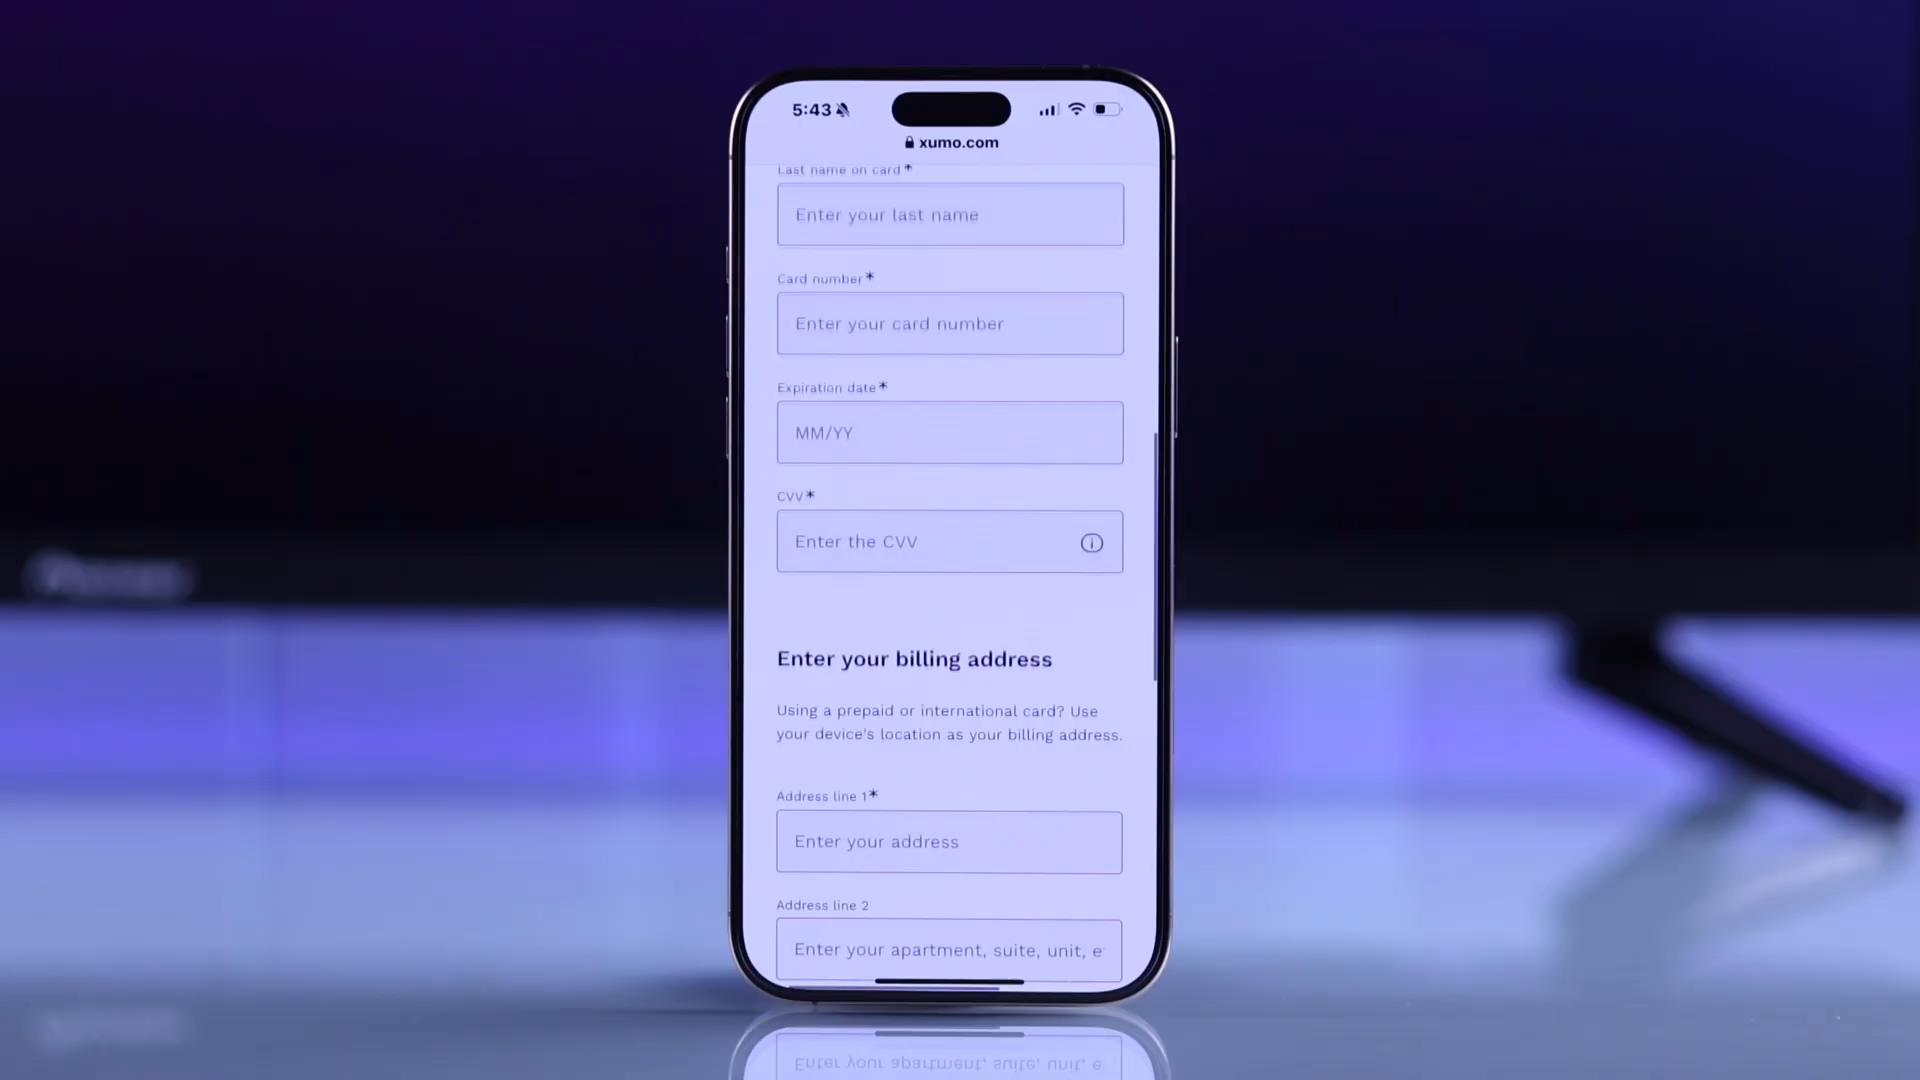 5:43
xumo.com
Last name on card*
Enter your last name
Card number*
Enter your card number
Expiration date*
MM/YY
CVV*
Enter the CVV
Enter your billing address
Using a prepaid or international card? Use
your device's location as your billing address.
Address line 1*
Enter your address
Address line 2
Enter your apartment, suite, unit, e